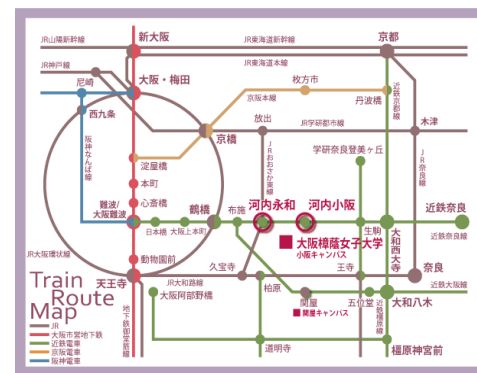 新大阪
京都
JR山陽新幹線
JR東海道新幹線
JR神戸線
JR東海道本線
大阪・梅田
尼崎
枚方市
近鉄京都線
京阪本線
丹波橋
西九条
放出
JR学研都市線
木津
京橋
阪神なんば線
JRおおさか東線
学研奈良登美ヶ丘
JR奈良線
淀屋橋
本町
心斎橋
鶴橋
布施
河内永和
河内小阪
近鉄奈良
難波/
大阪難波
日本橋
大阪上本町
生駒
大和西大寺
近鉄奈良線
大阪樟蔭女子大学
小阪キャンパス
JR大阪環状線
動物園前
久宝寺
王寺
奈良
天王寺
JR大和路線
柏原
近鉄大阪線
Train
Route
Map
大阪阿部野橋
関屋
五位堂
大和八木
関屋キャンパス
近鉄橿原線
地下鉄御堂筋線
JR
大阪市営地下鉄
近鉄電車
京阪電車
阪神電車
道明寺
橿原神宮前